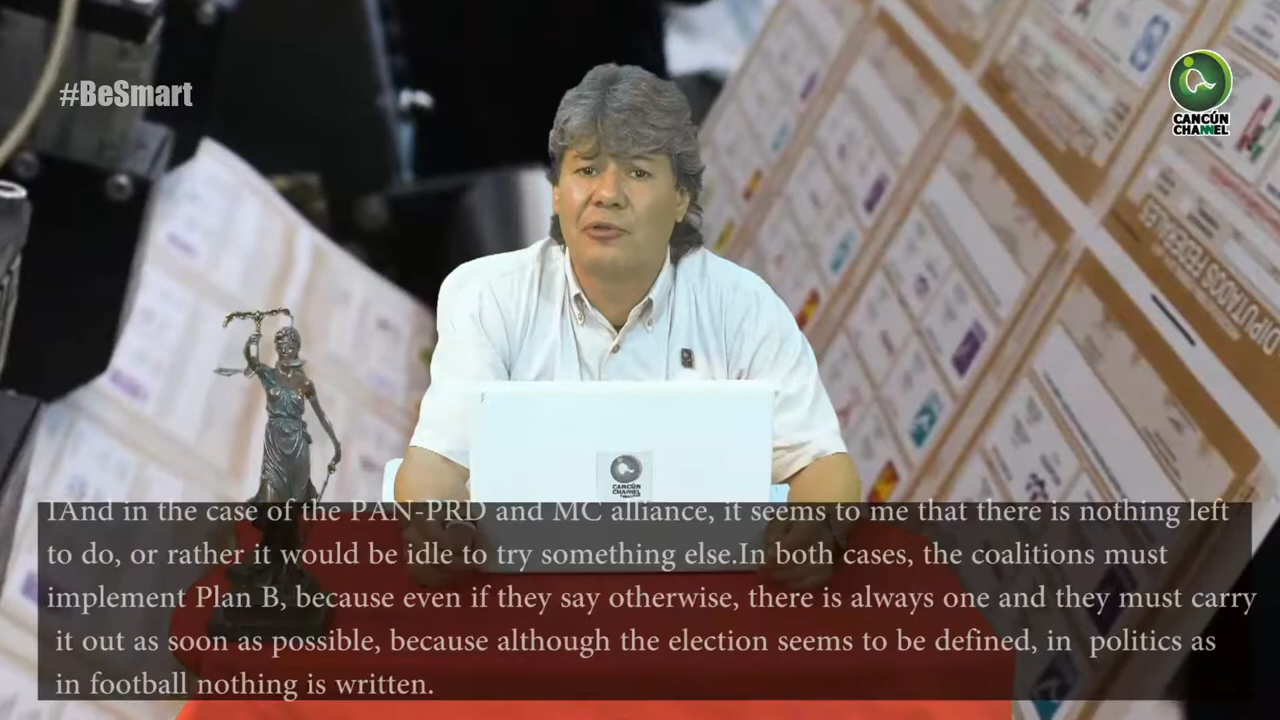 #BeSmart
CANCÚN
CHANNEL
DIPUTADOS FEDERALES
CANCÚN
CHANNEL
IAnd in the case of the PAN-PRD and MC alliance, it seems to me that there is nothing left
to do, or rather it would be idle to try something else.In both cases, the coalitions must
implement Plan B, because even if they say otherwise, there is always one and they must carry
it out as soon as possible, because although the election seems to be defined, in politics as
in football nothing is written.